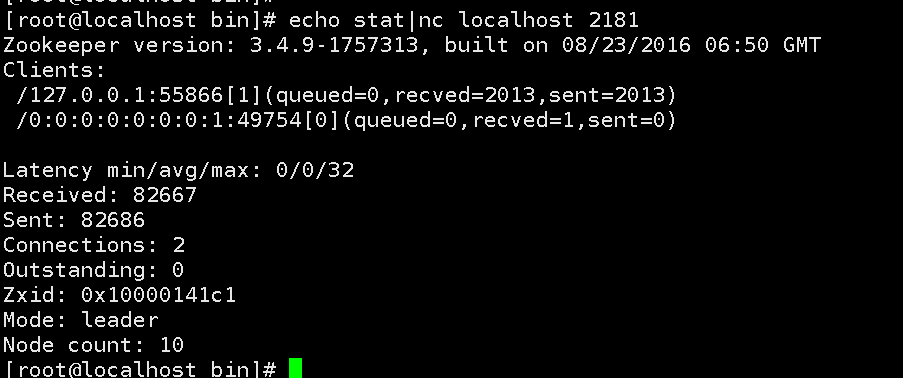 [root@localhost bin]#
[root@localhost bin]# echo stat|nc localhost 2181
Zookeeper version: 3.4.9-1757313, built on 08/23/2016 06:50 GMT
Clients:
/127.0.0.1:55866[1](queued=0,recved=2013,sent=2013)
/0:0:0:0:0:0:0:1:49754[0](queued=0,recved=1,sent=0)
Latency min/avg/max: 0/0/32
Received: 82667
Sent: 82686
Connections: 2
Outstanding: 0
Zxid: 0x10000141c1
Mode: leader
Node count: 10
[root@localhost bin]#